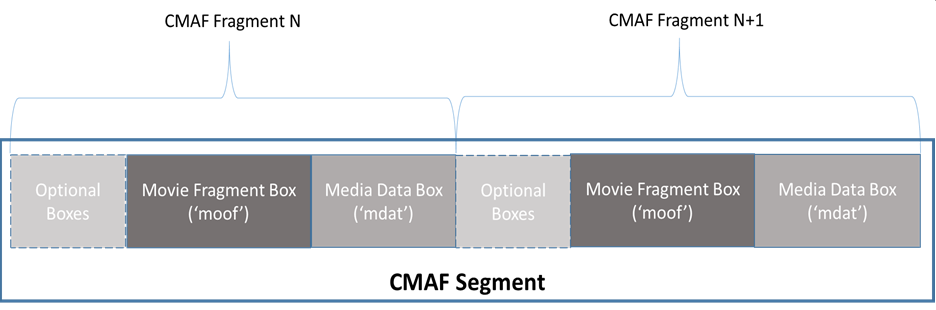 CMAF Fragment N
CMAF Fragment N+1
Optional
Boxes
Movie Fragment Box
(‘moof’)
Media Data Box
(‘mdat’)
Optional
Boxes
Movie Fragment Box
(‘moof’)
Media Data Box
(‘mdat’)
CMAF Segment